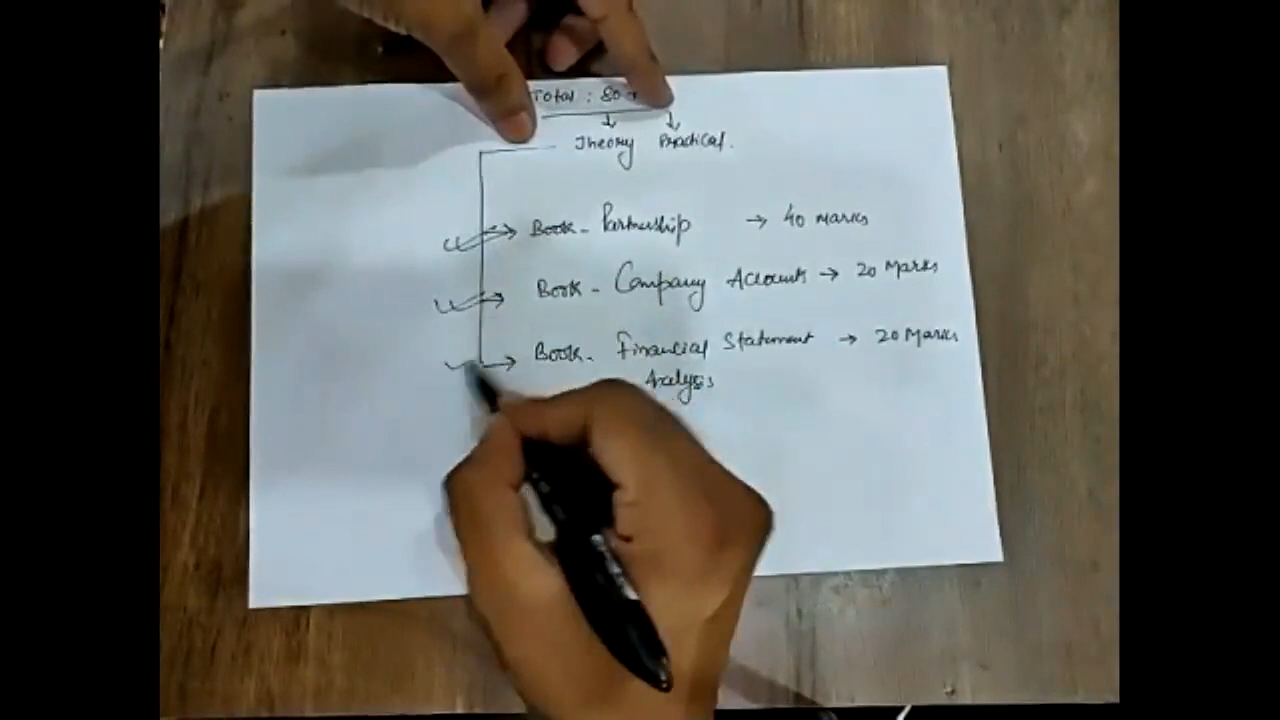 Total : 80
Theory Practical.
Book - Partnership → 40 marks
Book - Company Accounts → 20 Marks
Book - Financial Statement → 20 Marks
Analysis